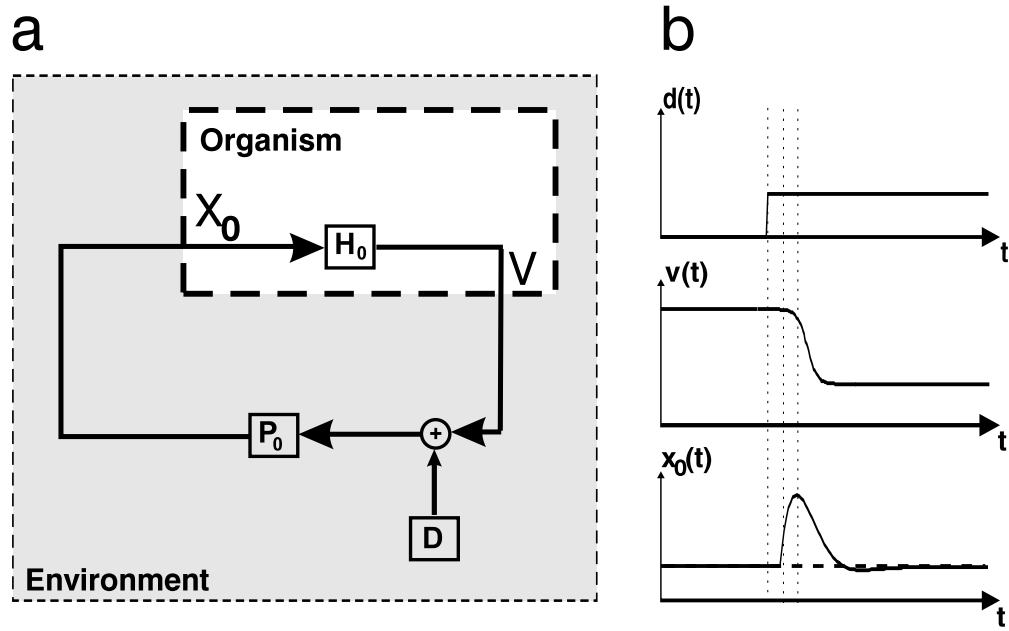 a
Organism
X₀
H₀
V
P₀
+
D
Environment
b
d(t)
t
v(t)
t
x₀(t)
t